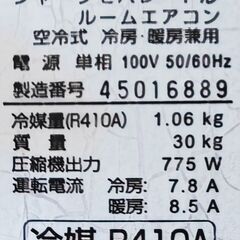 ルームエアコン
空冷式 冷房・暖房兼用
電源 単相 100V 50/60Hz
製造番号 45016889
冷媒量(R410A) 1.06 kg
質量 30 kg
圧縮機出力 775 W
運転電流 冷房: 7.8 A
暖房: 8.5 A
冷媒 R410A